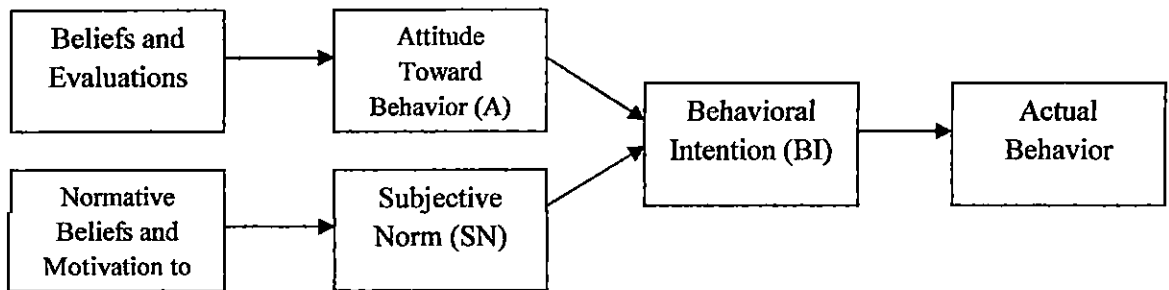 Beliefs and
Evaluations
Attitude
Toward
Behavior (A)
Behavioral
Intention (BI)
Actual
Behavior
Normative
Beliefs and
Motivation to
Subjective
Norm (SN)